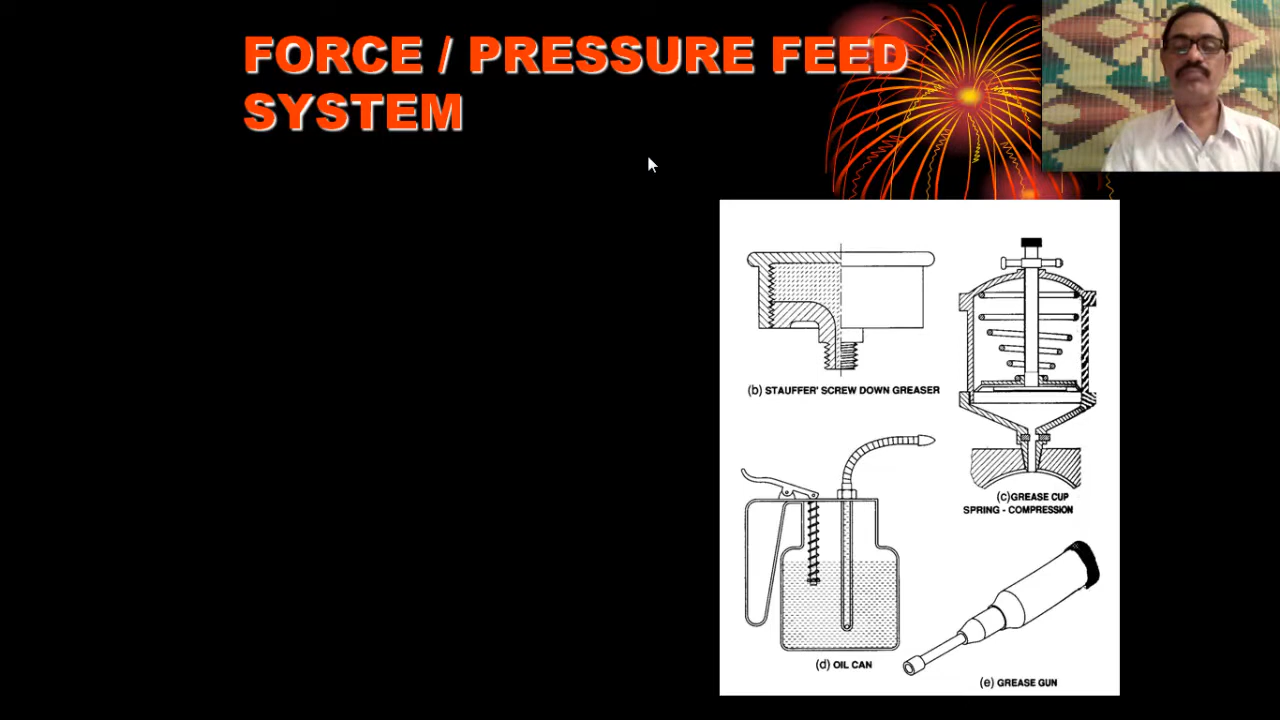 FORCE / PRESSURE FEED
SYSTEM
(b) STAUFFER' SCREW DOWN GREASER
(c) GREASE CUP
SPRING - COMPRESSION
(d) OIL CAN
(e) GREASE GUN